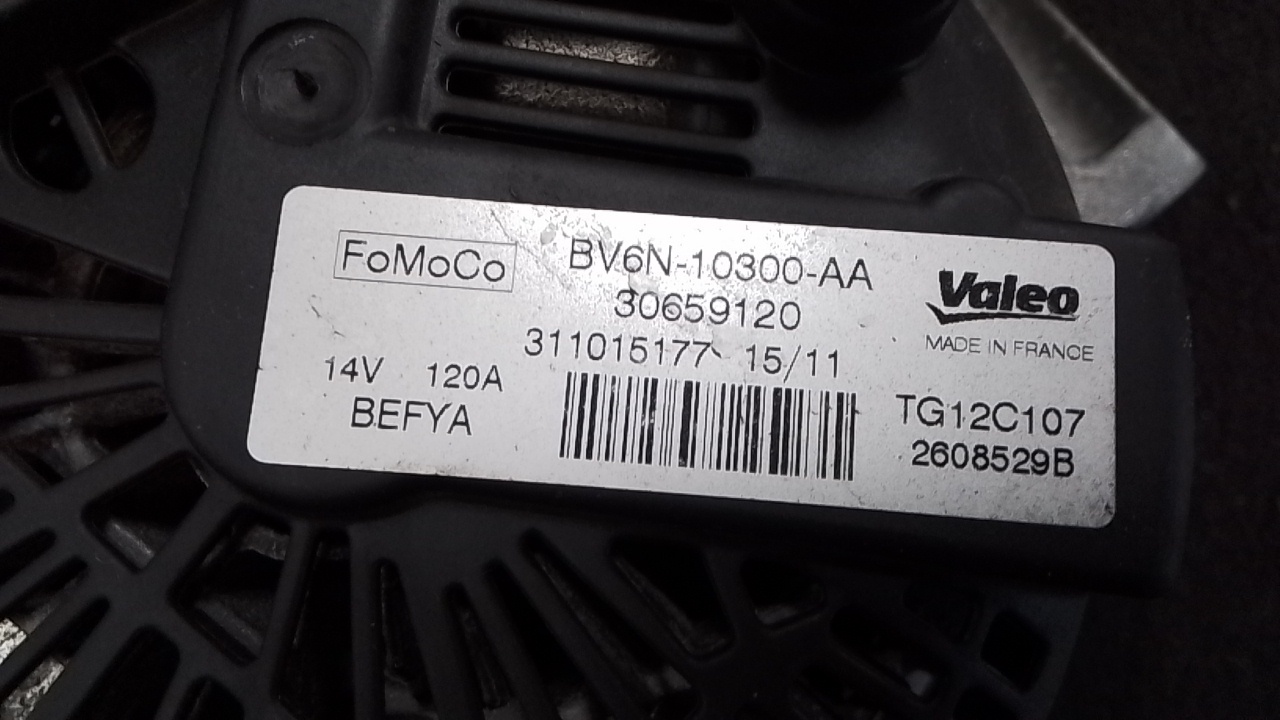 FoMoCo
BV6N-10300-AA
30659120
311015177 15/11
14V 120A
BEFYA
Valeo
MADE IN FRANCE
TG12C107
2608529B